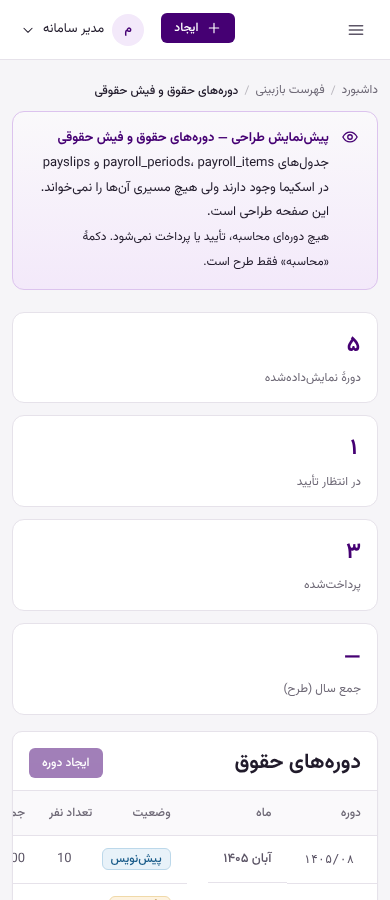 ایجاد
م
مدیر سامانه
داشبورد / فهرست بازبینی / دوره‌های حقوق و فیش حقوقی
پیش‌نمایش طراحی — دوره‌های حقوق و فیش حقوقی
جدول‌های payroll_periods، payroll_items و payslips
در اسکیما وجود دارند ولی هیچ مسیری آن‌ها را نمی‌خواند.
این صفحه طراحی است.
هیچ دوره‌ای محاسبه، تأیید یا پرداخت نمی‌شود. دکمهٔ
«محاسبه» فقط طرح است.
۵
دورهٔ نمایش‌داده‌شده
۱
در انتظار تأیید
۳
پرداخت‌شده
—
جمع سال (طرح)
دوره‌های حقوق
ایجاد دوره
دوره ماه وضعیت تعداد نفر
۱۴۰۵/۰۸ آبان ۱۴۰۵ پیش‌نویس 10